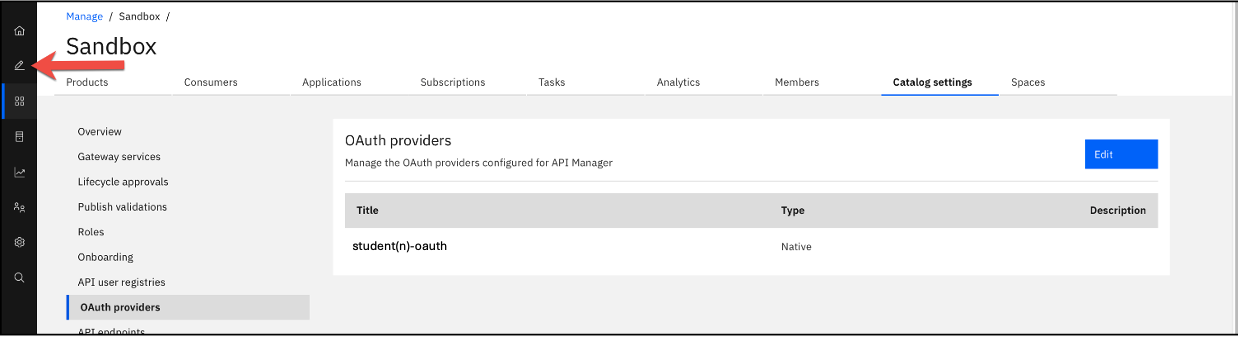 Manage / Sandbox /
Sandbox
Products Consumers Applications Subscriptions Tasks Analytics Members Catalog settings Spaces
Overview
Gateway services
Lifecycle approvals
Publish validations
Roles
Onboarding
API user registries
OAuth providers
API endpoints
OAuth providers
Manage the OAuth providers configured for API Manager
Edit
Title Type Description
student(n)-oauth Native